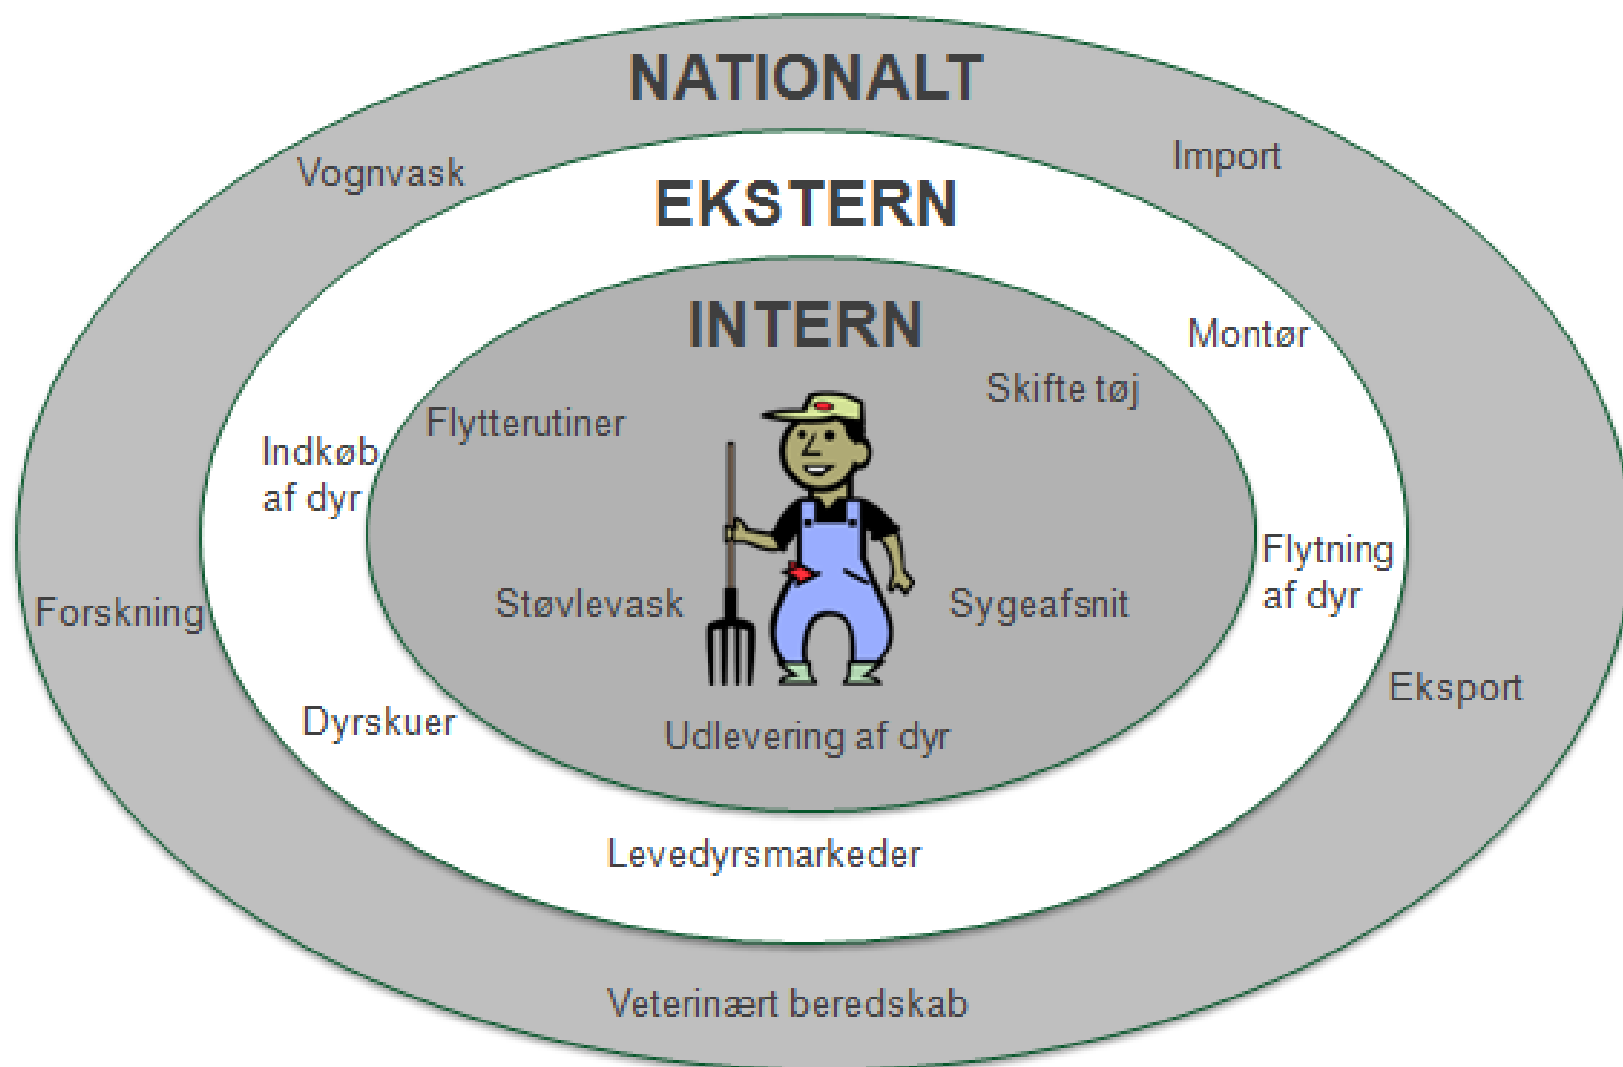 NATIONALT
Vognvask
Import
EKSTERN
INTERN
Montør
Skifte tøj
Flytterutiner
Indkøb
af dyr
Flytning
af dyr
Støvlevask
Sygeafsnit
Forskning
Eksport
Dyrskuer
Udlevering af dyr
Levedyrsmarkeder
Veterinært beredskab